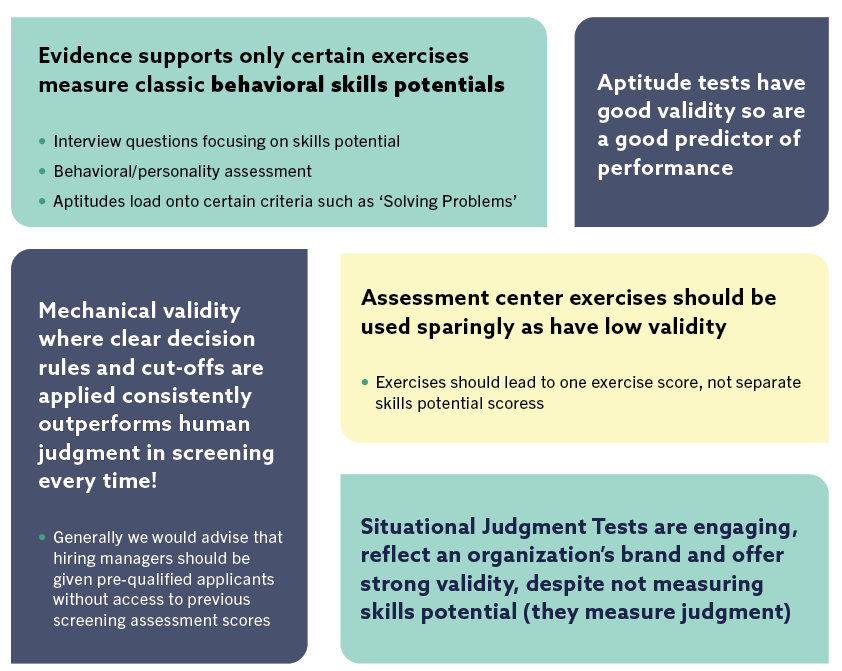 Evidence supports only certain exercises
measure classic behavioral skills potentials
• Interview questions focusing on skills potential
• Behavioral/personality assessment
• Aptitudes load onto certain criteria such as ‘Solving Problems’
Aptitude tests have
good validity so are
a good predictor of
performance
Mechanical validity
where clear decision
rules and cut-offs are
applied consistently
outperforms human
judgment in screening
every time!
• Generally we would advise that
hiring managers should be
given pre-qualified applicants
without access to previous
screening assessment scores
Assessment center exercises should be
used sparingly as have low validity
• Exercises should lead to one exercise score, not separate
skills potential scoress
Situational Judgment Tests are engaging,
reflect an organization’s brand and offer
strong validity, despite not measuring
skills potential (they measure judgment)